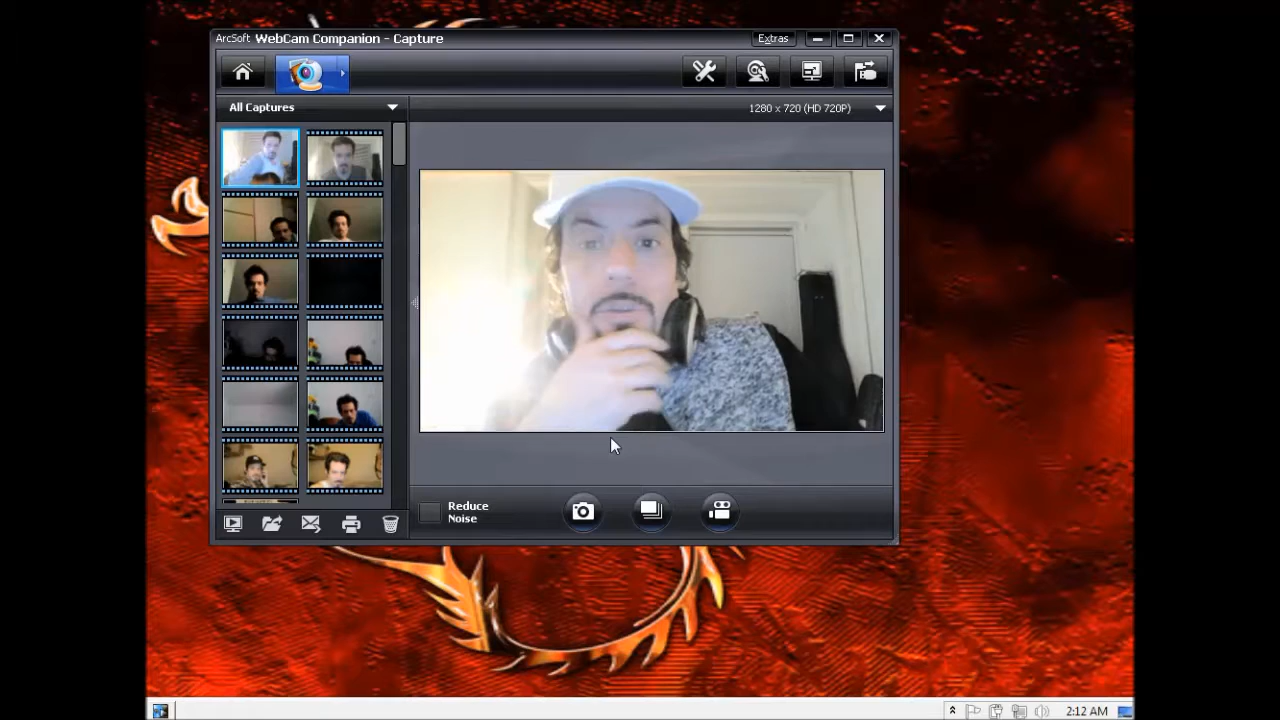 ArcSoft WebCam Companion - Capture
Extras
All Captures
1280 x 720 (HD 720P)
Reduce
Noise
2:12 AM